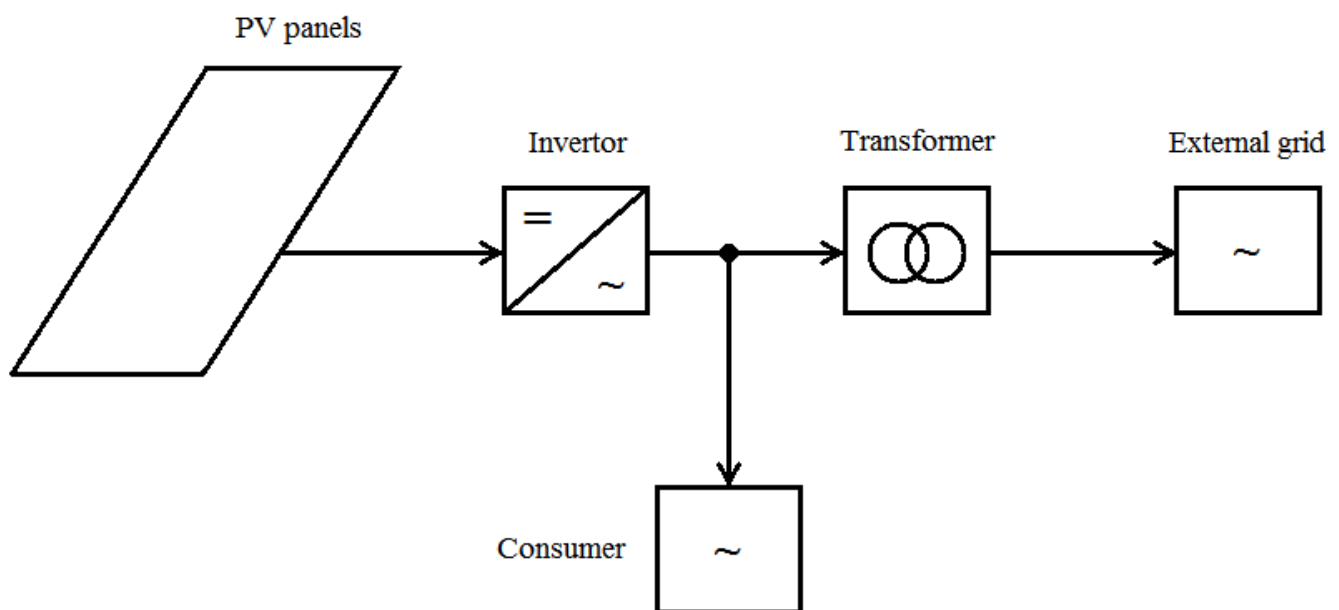 PV panels
Invertor
Transformer
External grid
=
~
~
Consumer
~